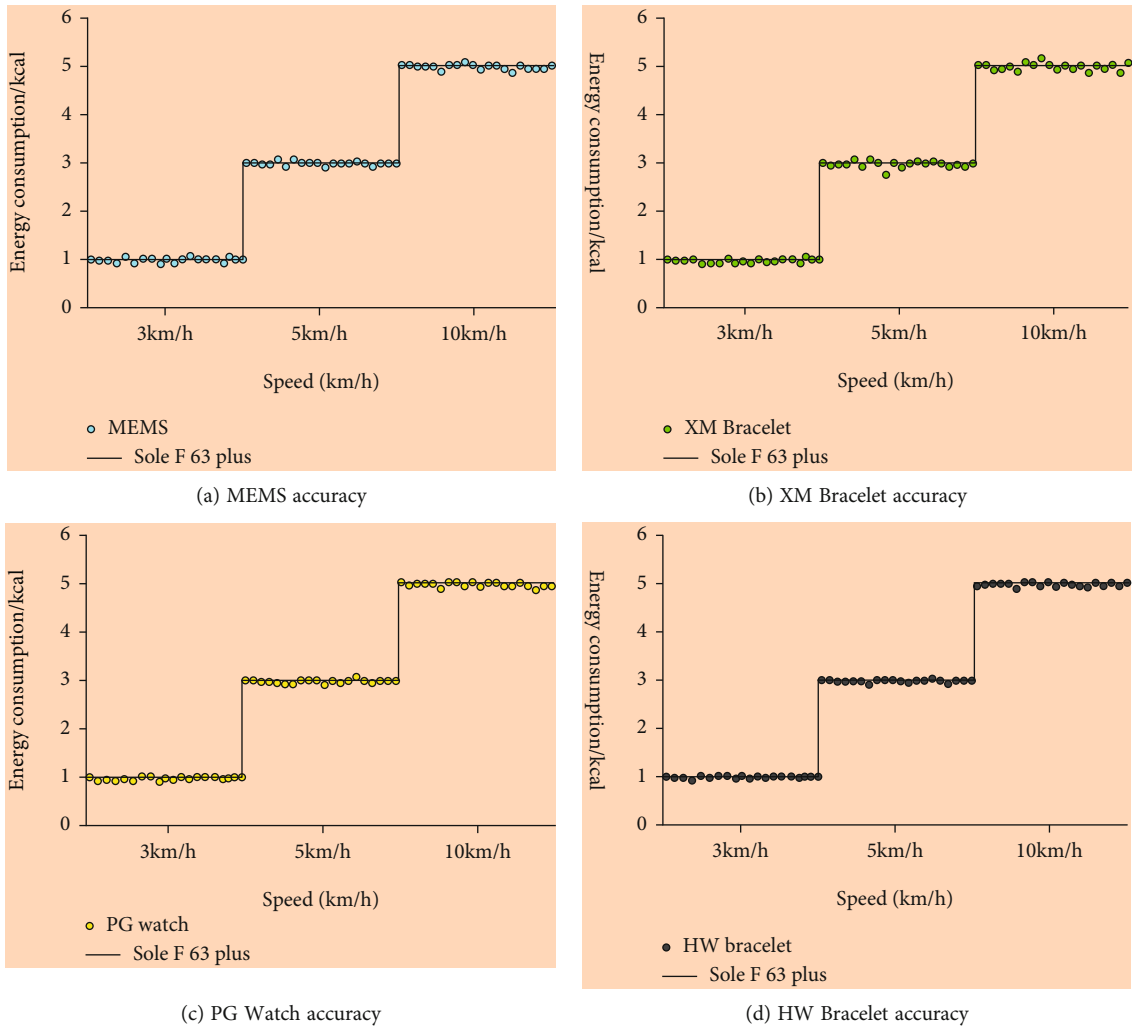 6
5
4
3
2
1
0
Energy consumption/kcal
3km/h 5km/h 10km/h
Speed (km/h)
MEMS
Sole F 63 plus
(a) MEMS accuracy
6
5
4
3
2
1
0
Energy consumption/kcal
3km/h 5km/h 10km/h
Speed (km/h)
XM Bracelet
Sole F 63 plus
(b) XM Bracelet accuracy
6
5
4
3
2
1
0
Energy consumption/kcal
3km/h 5km/h 10km/h
Speed (km/h)
PG watch
Sole F 63 plus
(c) PG Watch accuracy
6
5
4
3
2
1
0
Energy consumption/kcal
3km/h 5km/h 10km/h
Speed (km/h)
HW bracelet
Sole F 63 plus
(d) HW Bracelet accuracy